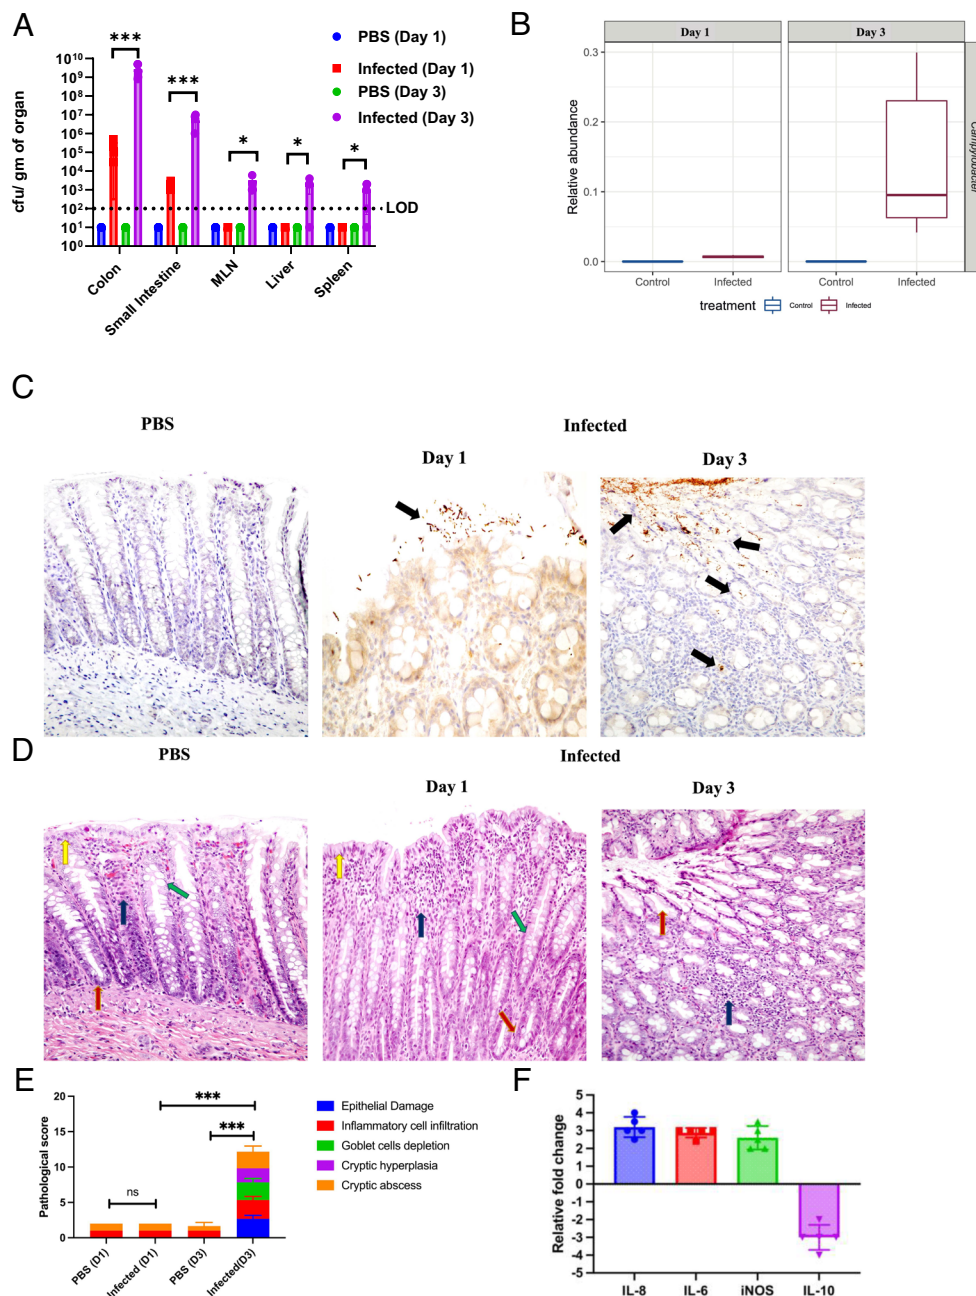 A
cfu/ gm of organ
10¹⁰
10⁹
10⁸
10⁷
10⁶
10⁵
10⁴
10³
10²
10¹
10⁰
***
***
*
*
*
LOD
Colon
Small Intestine
MLN
Liver
Spleen
PBS (Day 1)
Infected (Day 1)
PBS (Day 3)
Infected (Day 3)
B
Day 1
Day 3
Relative abundance
0.3
0.2
0.1
0.0
Control
Infected
Control
Infected
Campylobacter
treatment
Control
Infected
C
PBS
Infected
Day 1
Day 3
D
PBS
Infected
Day 1
Day 3
E
Pathological score
20
15
10
5
0
ns
***
***
PBS (D1)
Infected (D1)
PBS (D3)
Infected(D3)
Epithelial Damage
Inflammatory cell infiltration
Goblet cells depletion
Cryptic hyperplasia
Cryptic abscess
F
Relative fold change
5
4
3
2
1
0
-1
-2
-3
-4
-5
IL-8
IL-6
iNOS
IL-10